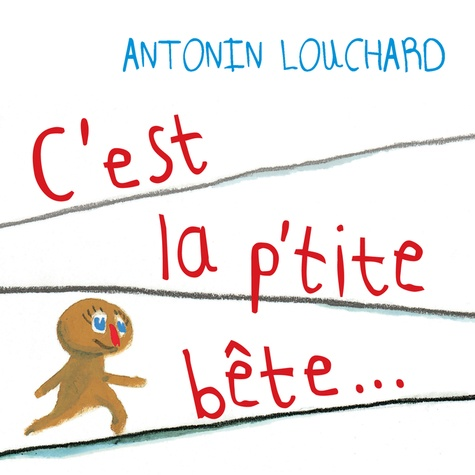 ANTONIN LOUCHARD
C'est
la p'tite
bête...